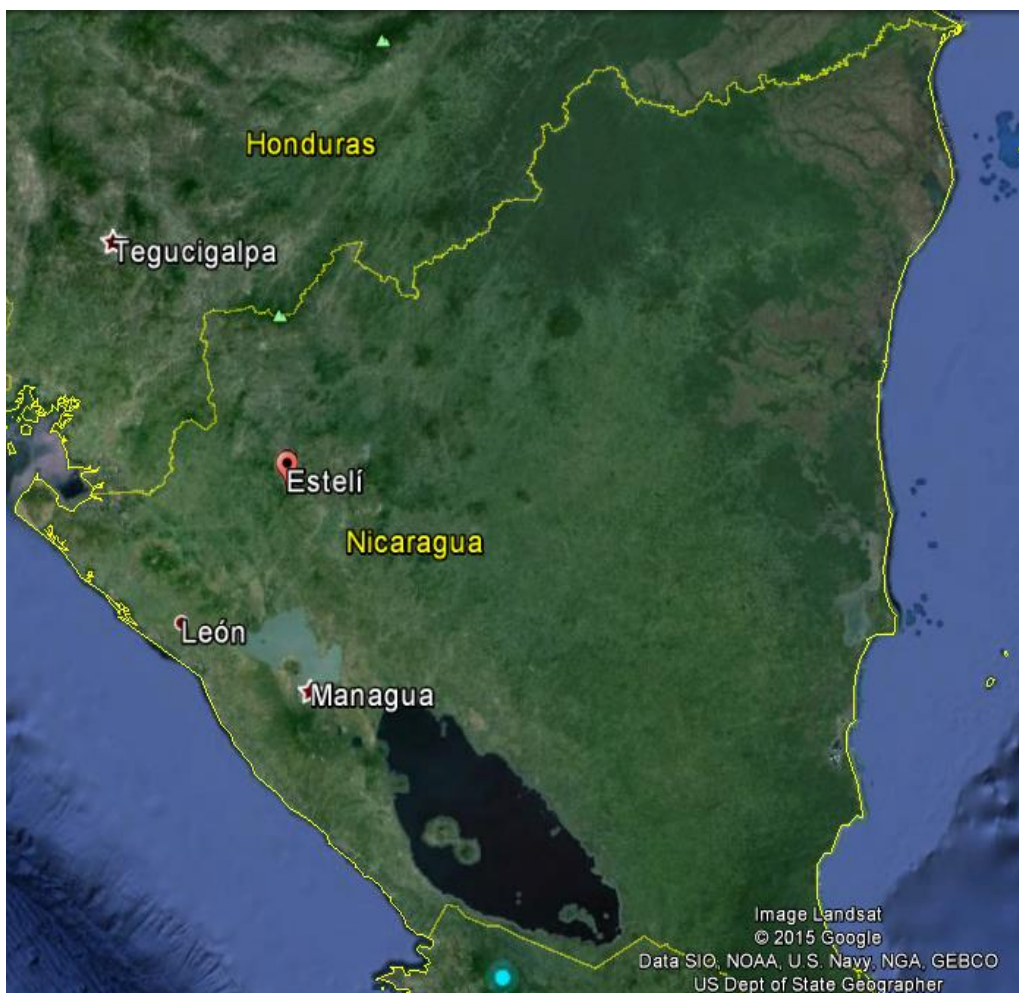 Honduras
Tegucigalpa
Estelí
Nicaragua
León
Managua
Image Landsat
© 2015 Google
Data SIO, NOAA, U.S. Navy, NGA, GEBCO
US Dept of State Geographer